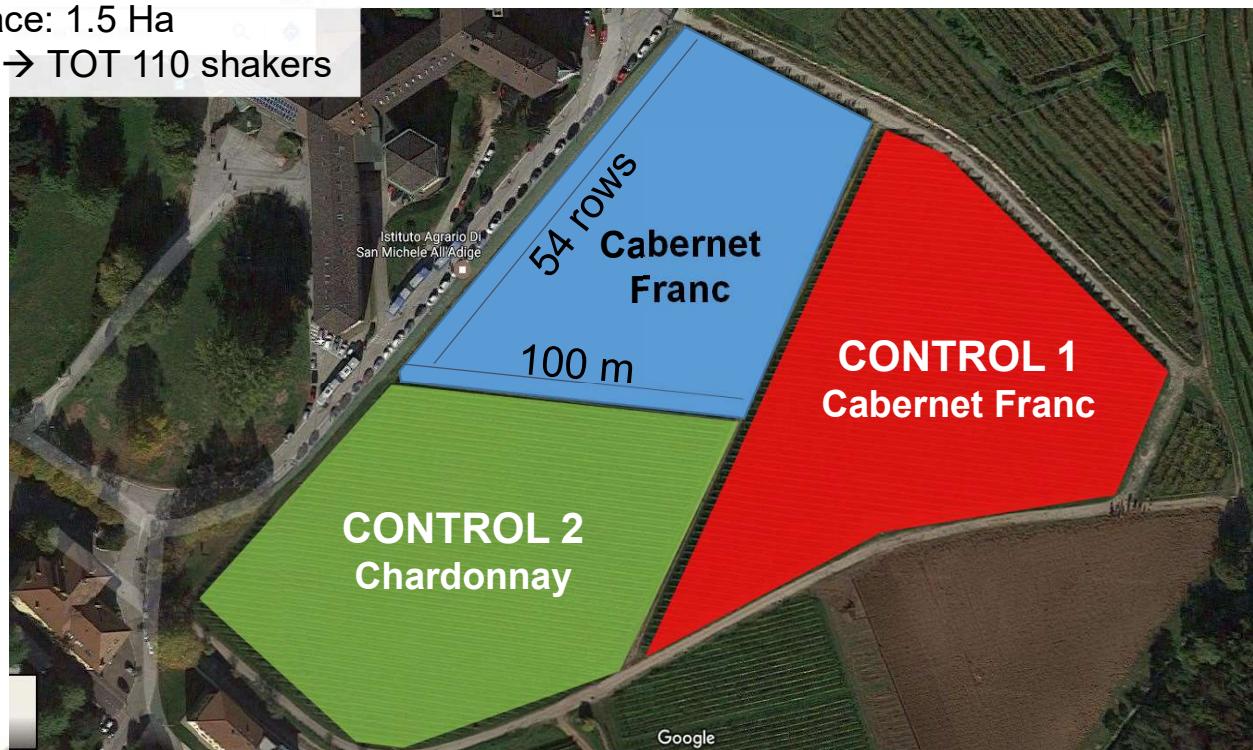 ace: 1.5 Ha
→ TOT 110 shakers
54 rows
Cabernet
Franc
Istituto Agrario Di
San Michele All'Adige
100 m
CONTROL 1
Cabernet Franc
CONTROL 2
Chardonnay
Google